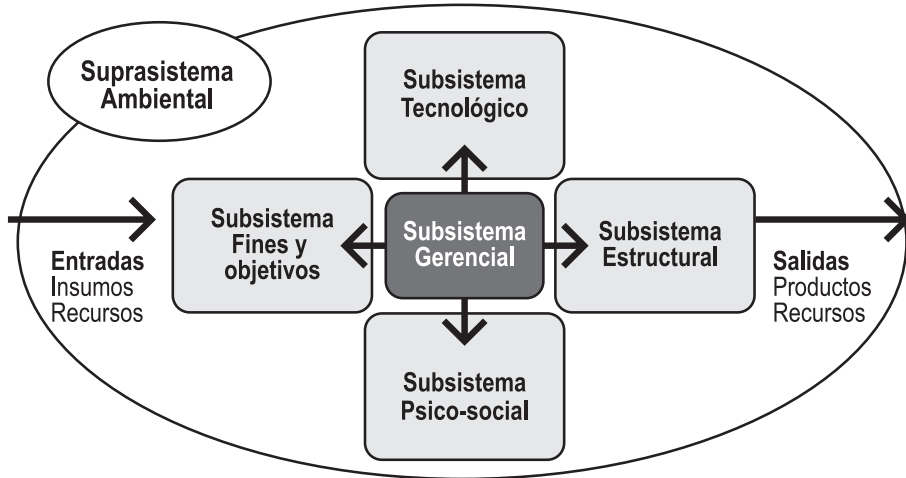 Suprasistema
Ambiental
Subsistema
Tecnológico
Entradas
Insumos
Recursos
Subsistema
Fines y
objetivos
Subsistema
Gerencial
Subsistema
Estructural
Salidas
Productos
Recursos
Subsistema
Psico-social